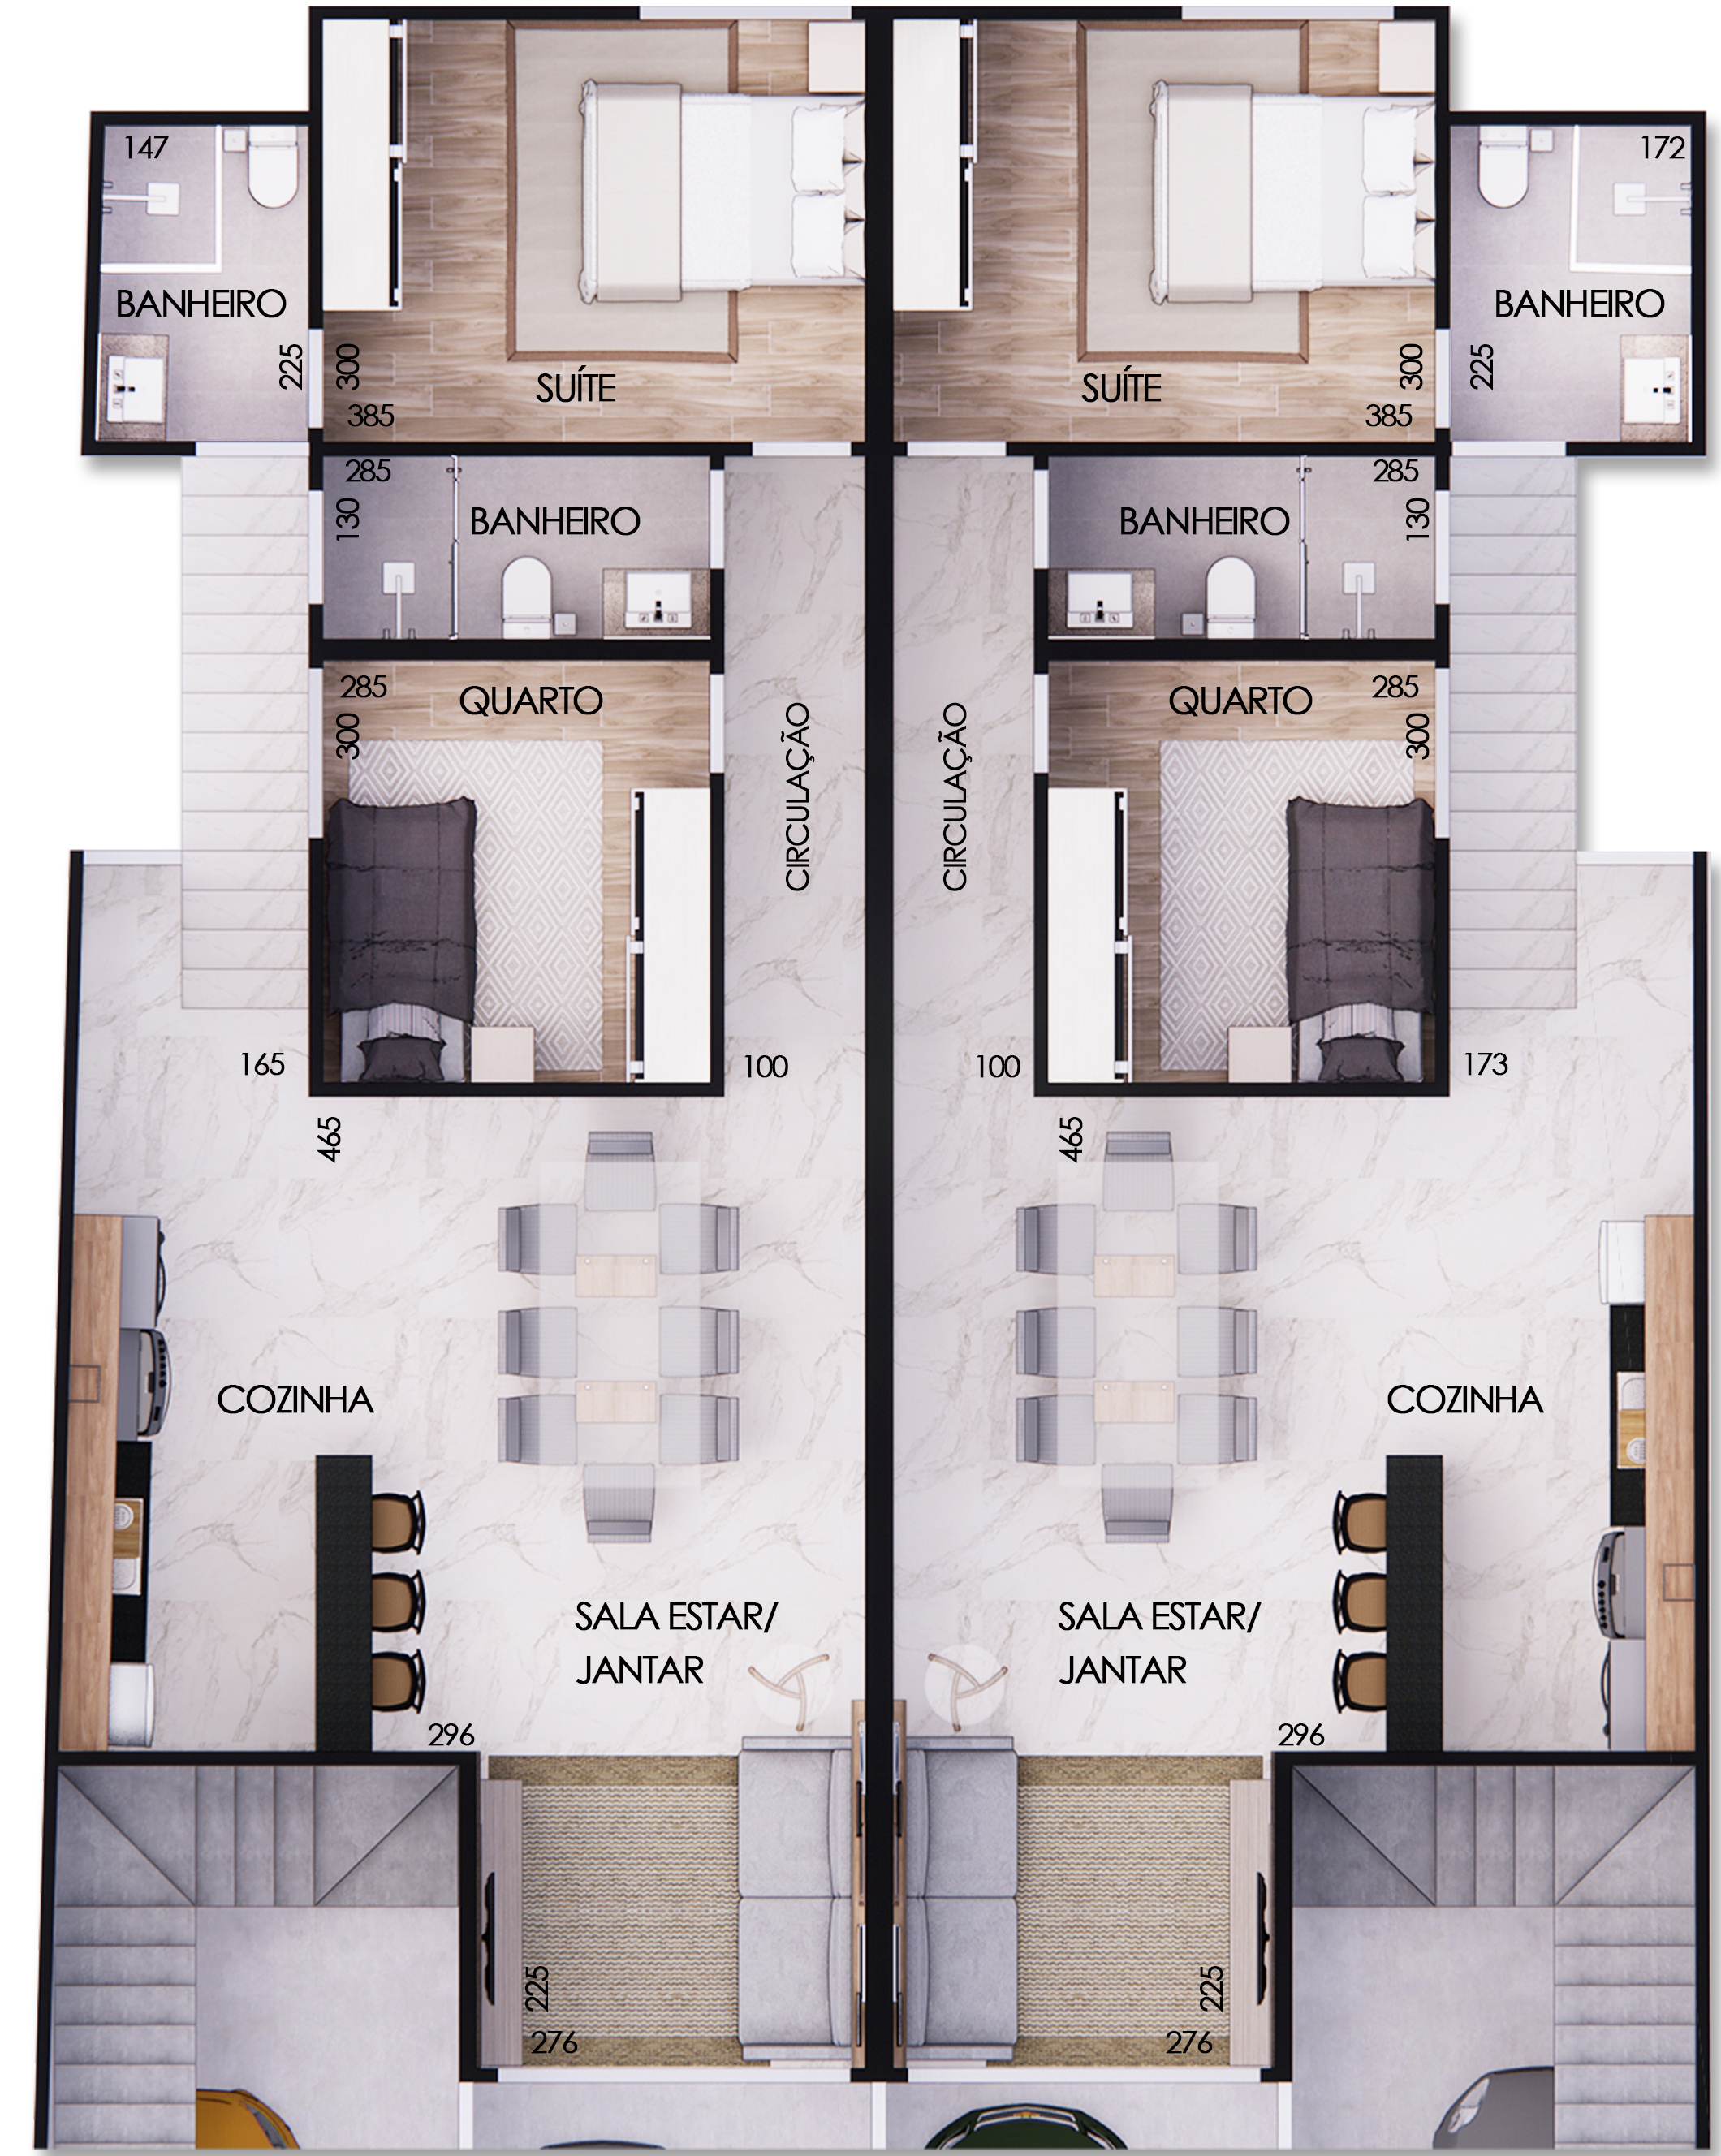 147
172
BANHEIRO
BANHEIRO
225
300
SUÍTE
385
SUÍTE
300
385
225
285
130
BANHEIRO
BANHEIRO
285
130
285
300
QUARTO
QUARTO
285
300
CIRCULAÇÃO
CIRCULAÇÃO
165
100
100
173
465
465
COZINHA
COZINHA
SALA ESTAR/
JANTAR
SALA ESTAR/
JANTAR
296
296
225
276
225
276